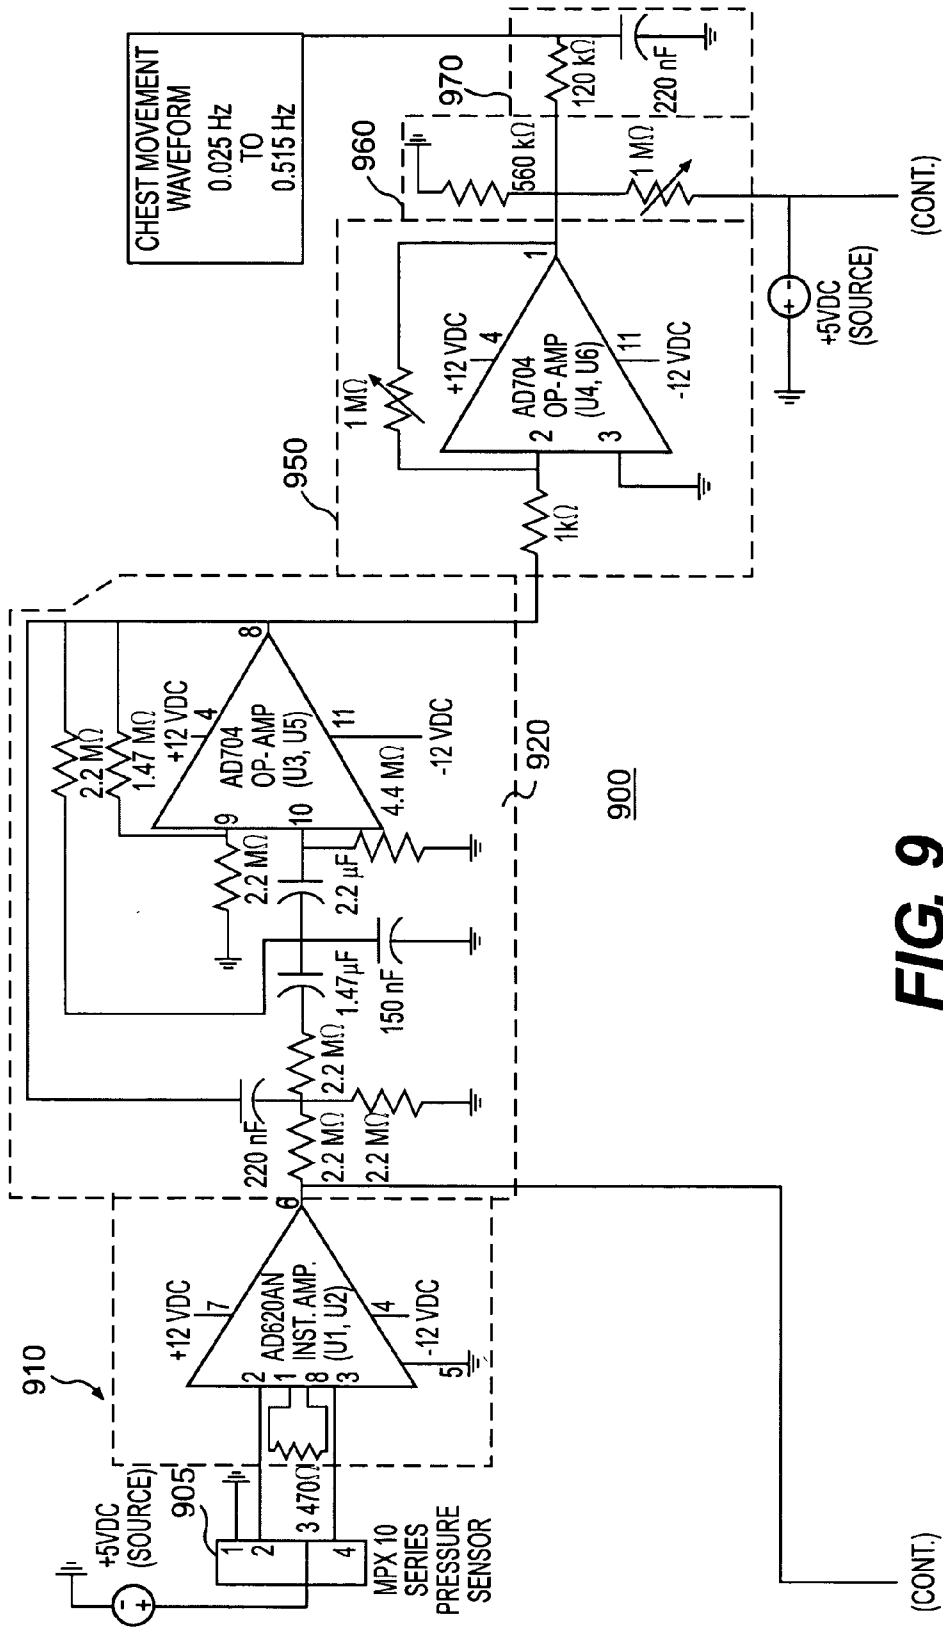 +5VDC
(SOURCE)
-
+
905
1
2
3
4
MPX 10
SERIES
PRESSURE
SENSOR
910
+12 VDC
7
2
1
8
3
470Ω
AD620AN
INST. AMP.
(U1, U2)
6
4
-12 VDC
5
220 nF
2.2 MΩ
2.2 MΩ
2.2 MΩ
1.47µF
150 nF
2.2 µF
2.2 MΩ
4.4 MΩ
2.2 MΩ
1.47 MΩ
+12 VDC
4
9
10
AD704
OP-AMP
(U3, U5)
8
11
-12 VDC
920
900
950
1 MΩ
1kΩ
+12 VDC
4
2
3
AD704
OP-AMP
(U4, U6)
1
11
-12 VDC
960
560 kΩ
1 MΩ
970
120 kΩ
220 nF
CHEST MOVEMENT
WAVEFORM
0.025 Hz
TO
0.515 Hz
+ -
+5VDC
(SOURCE)
(CONT.)
(CONT.)
FIG. 9